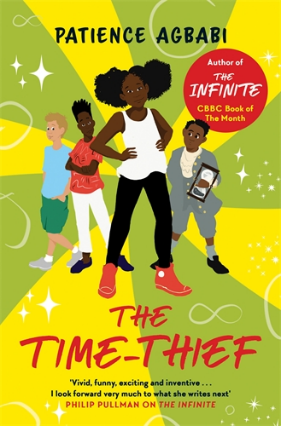 PATIENCE AGBABI
Author of
THE
INFINITE
CBBC Book of
The Month
THE
TIME-THIEF
'Vivid, funny, exciting and inventive . . .
I look forward very much to what she writes next'
PHILIP PULLMAN ON THE INFINITE